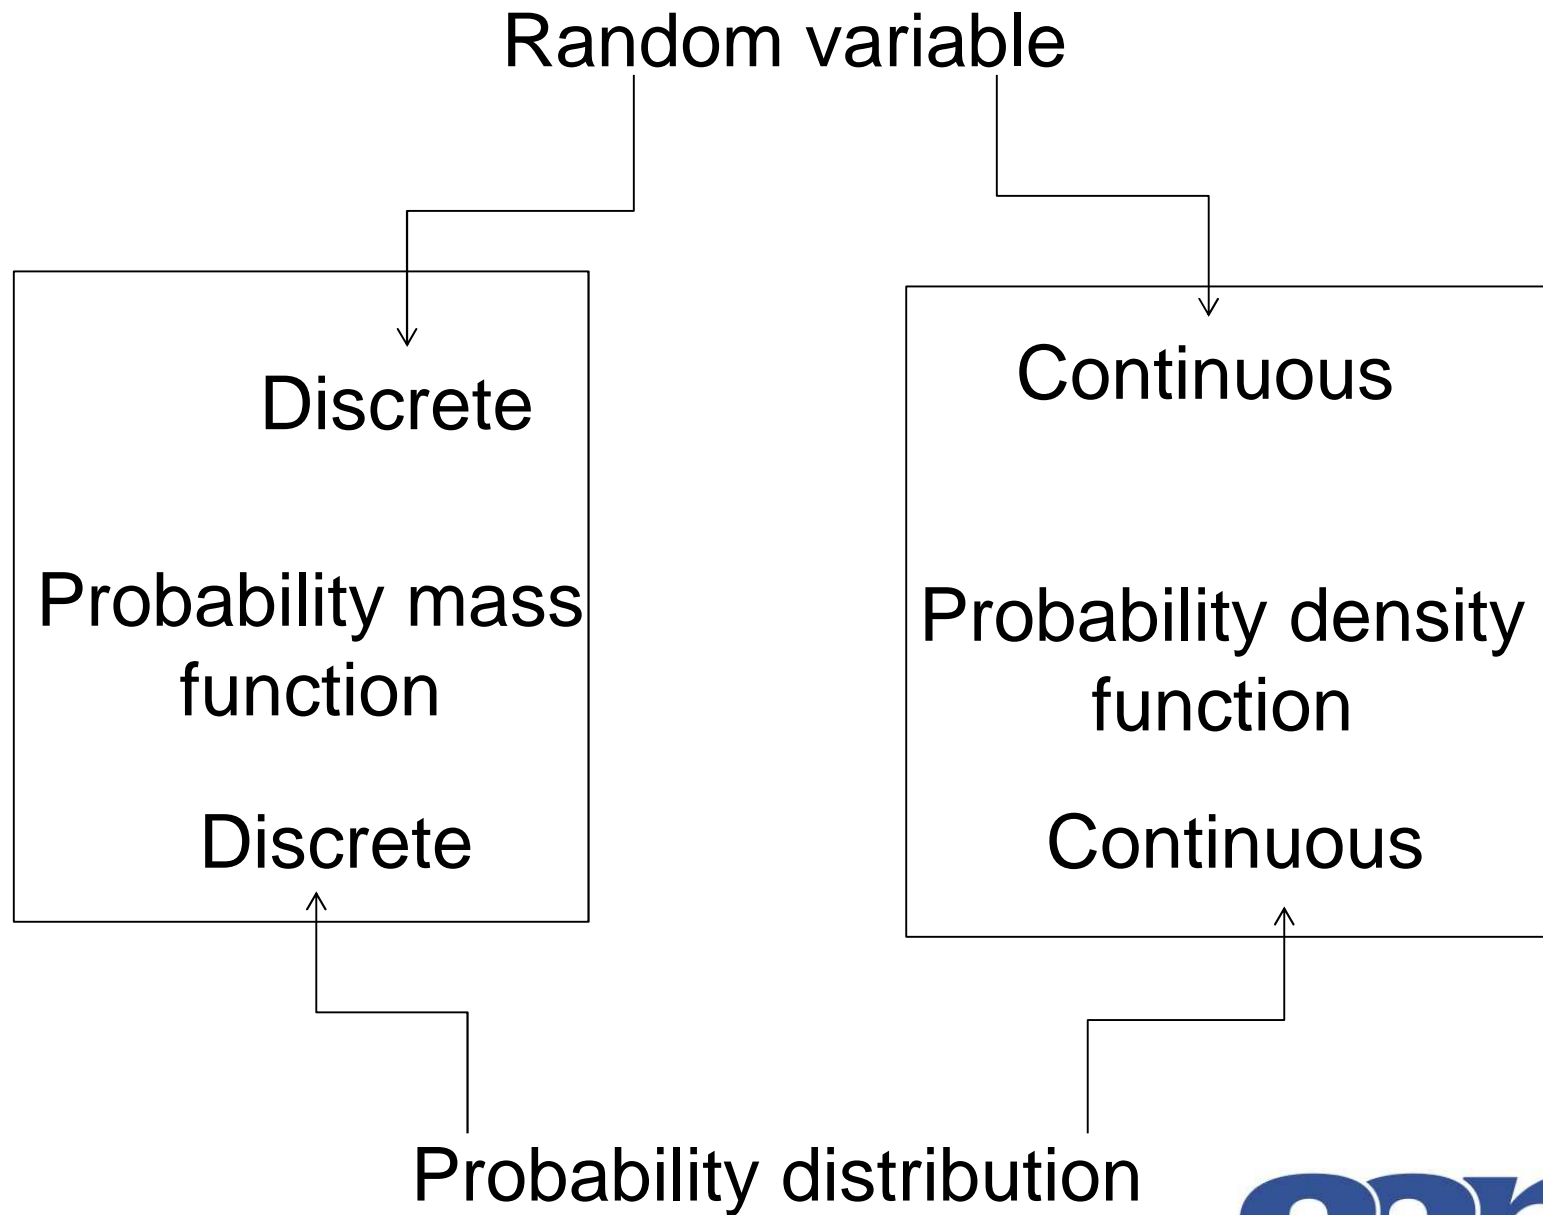 Random variable
Discrete
Continuous
Probability mass
function
Probability density
function
Discrete
Continuous
Probability distribution